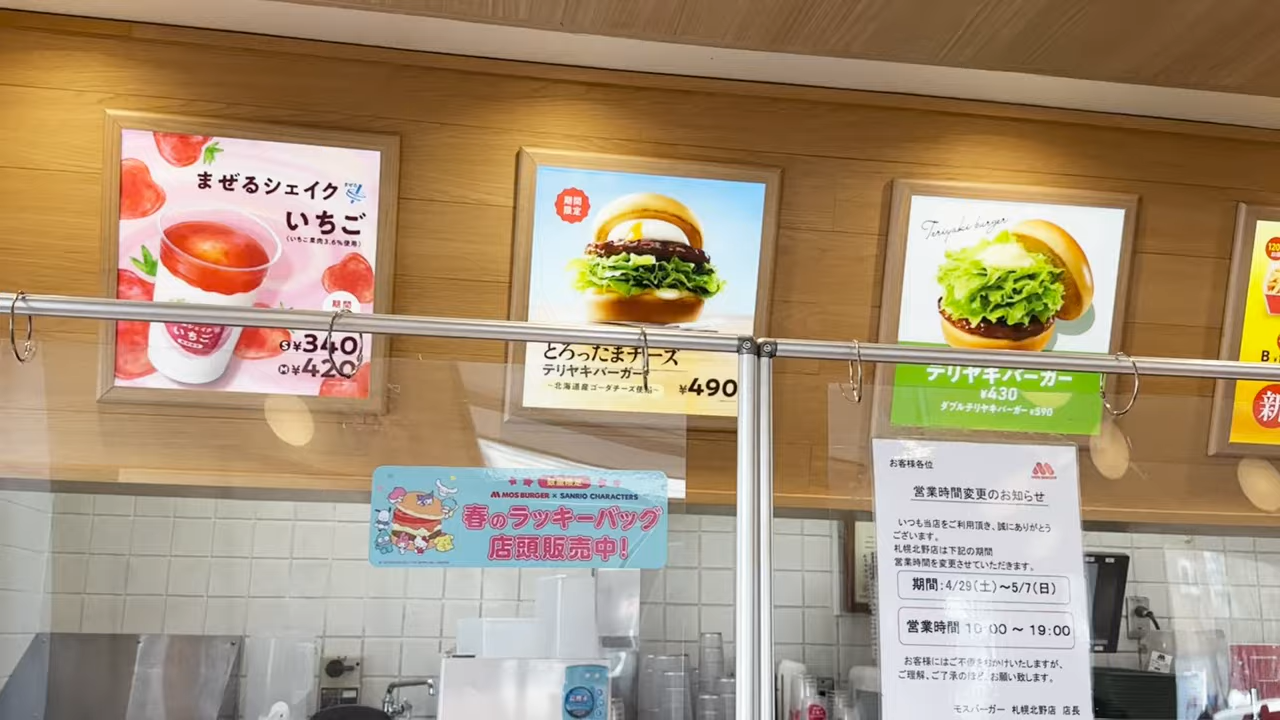 まぜるシェイク
いちご
(いちご果肉3.6%使用)
期間
S ¥340
M ¥420
期間
限定
とろったまチーズ
テリヤキバーガー
~北海道産ゴーダチーズ使用~
¥490
Teriyaki burger
テリヤキバーガー
¥430
ダブルテリヤキバーガー ¥590
新
数量限定
MOS BURGER × SANRIO CHARACTERS
春のラッキーバッグ
店頭販売中!
お客様各位
MOS BURGER
営業時間変更のお知らせ
いつも当店をご利用頂き、誠にありがとう
ございます。
札幌北野店は下記の期間
営業時間を変更させていただきます。
期間:4/29(土)~5/7(日)
営業時間 10:00 ~ 19:00
お客様にはご不便をおかけいたしますが、
ご理解、ご了承のほど、お願い致します。
モスバーガー 札幌北野店 店長